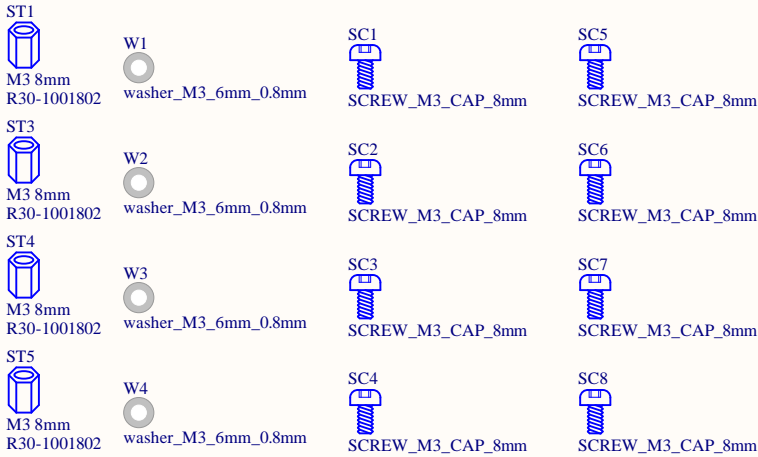 ST1
M3 8mm
R30-1001802
W1
washer_M3_6mm_0.8mm
SC1
SCREW_M3_CAP_8mm
SC5
SCREW_M3_CAP_8mm
ST3
M3 8mm
R30-1001802
W2
washer_M3_6mm_0.8mm
SC2
SCREW_M3_CAP_8mm
SC6
SCREW_M3_CAP_8mm
ST4
M3 8mm
R30-1001802
W3
washer_M3_6mm_0.8mm
SC3
SCREW_M3_CAP_8mm
SC7
SCREW_M3_CAP_8mm
ST5
M3 8mm
R30-1001802
W4
washer_M3_6mm_0.8mm
SC4
SCREW_M3_CAP_8mm
SC8
SCREW_M3_CAP_8mm